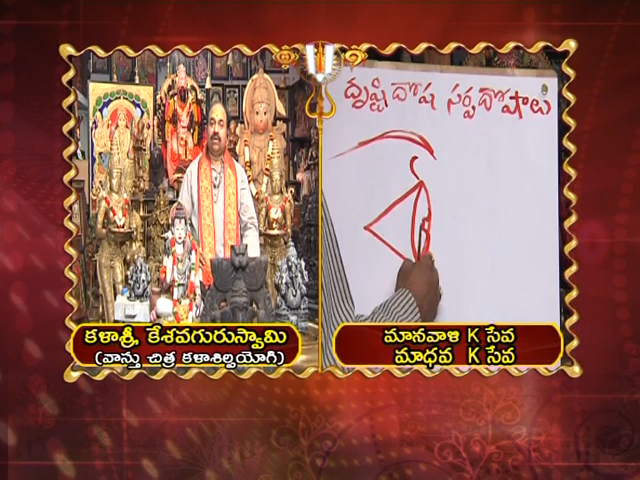 దృష్టిదోష సర్పదోషాలు
కళాశ్రీ. కేశవగురుస్వామి
(వాస్తు చిత్ర కళాశిల్పయోగి)
మానవాళి K సేవ
మాధవ K సేవ